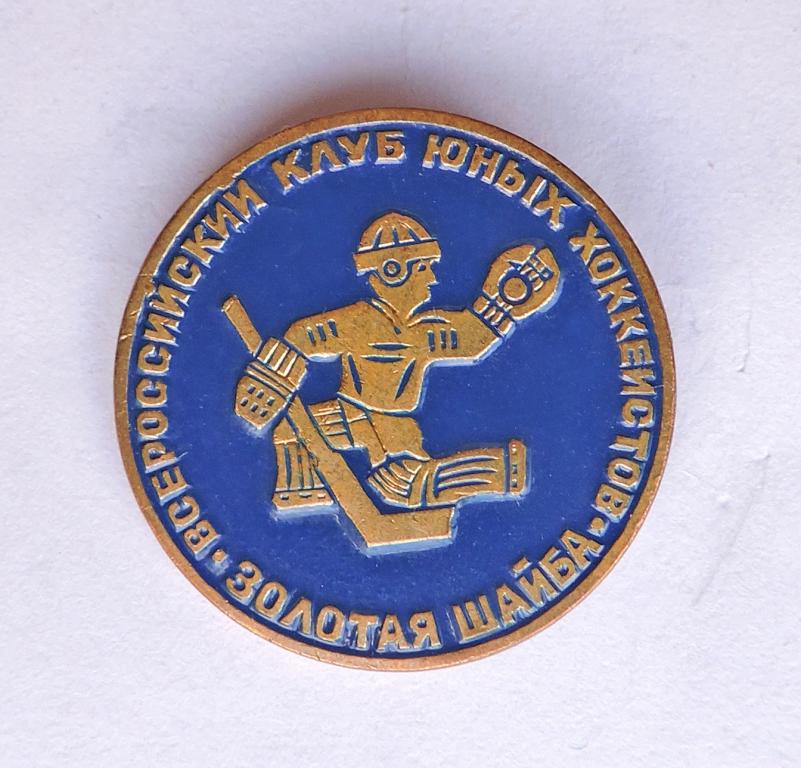 ВСЕРОССИЙСКИЙ КЛУБ ЮНЫХ ХОККЕИСТОВ
• ЗОЛОТАЯ ШАЙБА •